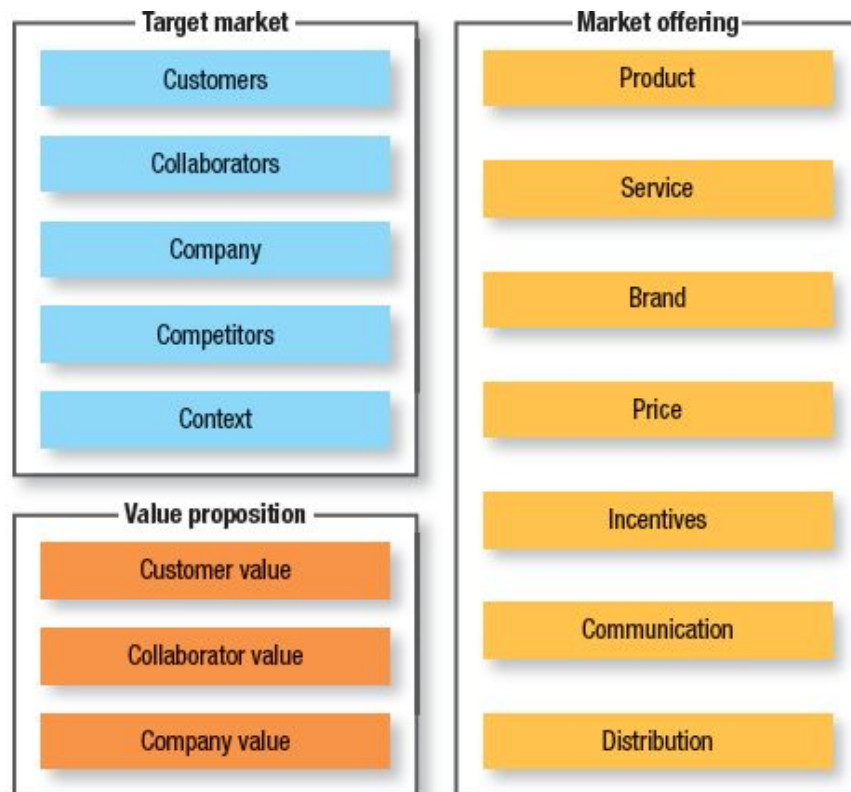 Target market
Customers
Collaborators
Company
Competitors
Context
Value proposition
Customer value
Collaborator value
Company value
Market offering
Product
Service
Brand
Price
Incentives
Communication
Distribution